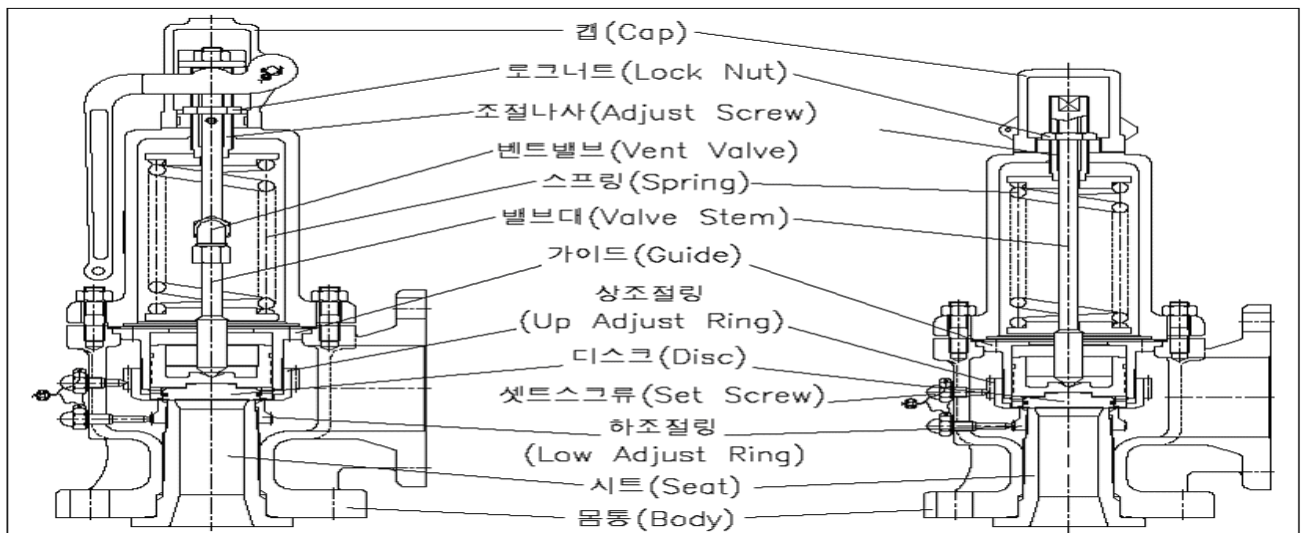 캡(Cap)
로크너트(Lock Nut)
조절나사(Adjust Screw)
벤트밸브(Vent Valve)
스프링(Spring)
밸브대(Valve Stem)
가이드(Guide)
상조절링
(Up Adjust Ring)
디스크(Disc)
셋트스크류(Set Screw)
하조절링
(Low Adjust Ring)
시트(Seat)
몸통(Body)